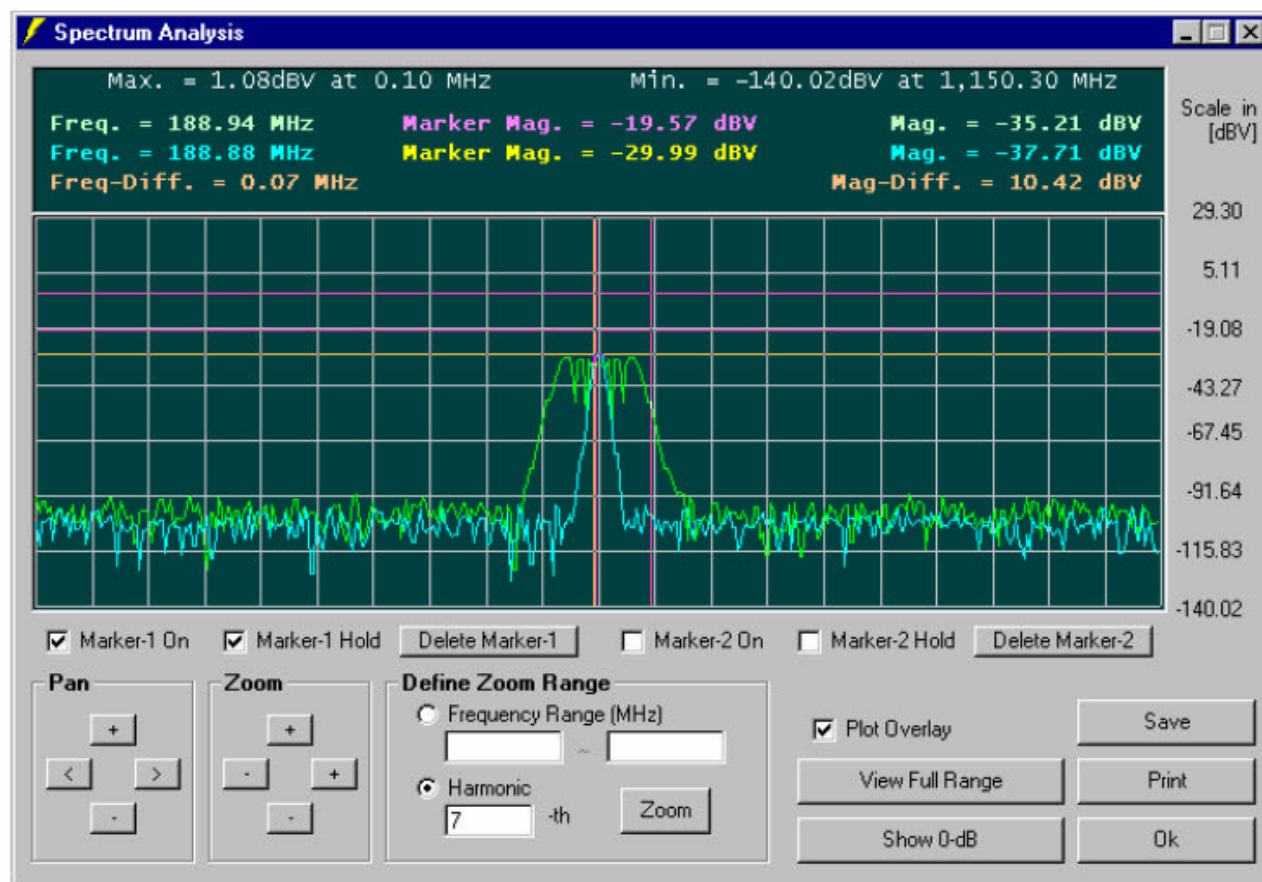 Spectrum Analysis
Max. = 1.08dBV at 0.10 MHz Min. = -140.02dBV at 1,150.30 MHz
Freq. = 188.94 MHz Marker Mag. = -19.57 dBV Mag. = -35.21 dBV
Freq. = 188.88 MHz Marker Mag. = -29.99 dBV Mag. = -37.71 dBV
Freq-Diff. = 0.07 MHz Mag-Diff. = 10.42 dBV
Scale in
[dBV]
29.30
5.11
-19.08
-43.27
-67.45
-91.64
-115.83
-140.02
Marker-1 On Marker-1 Hold Delete Marker-1 Marker-2 On Marker-2 Hold Delete Marker-2
Pan
+
< >
-
Zoom
+
- +
-
Define Zoom Range
Frequency Range (MHz)
~
Harmonic
7 -th Zoom
Plot Overlay Save
View Full Range Print
Show 0-dB Ok